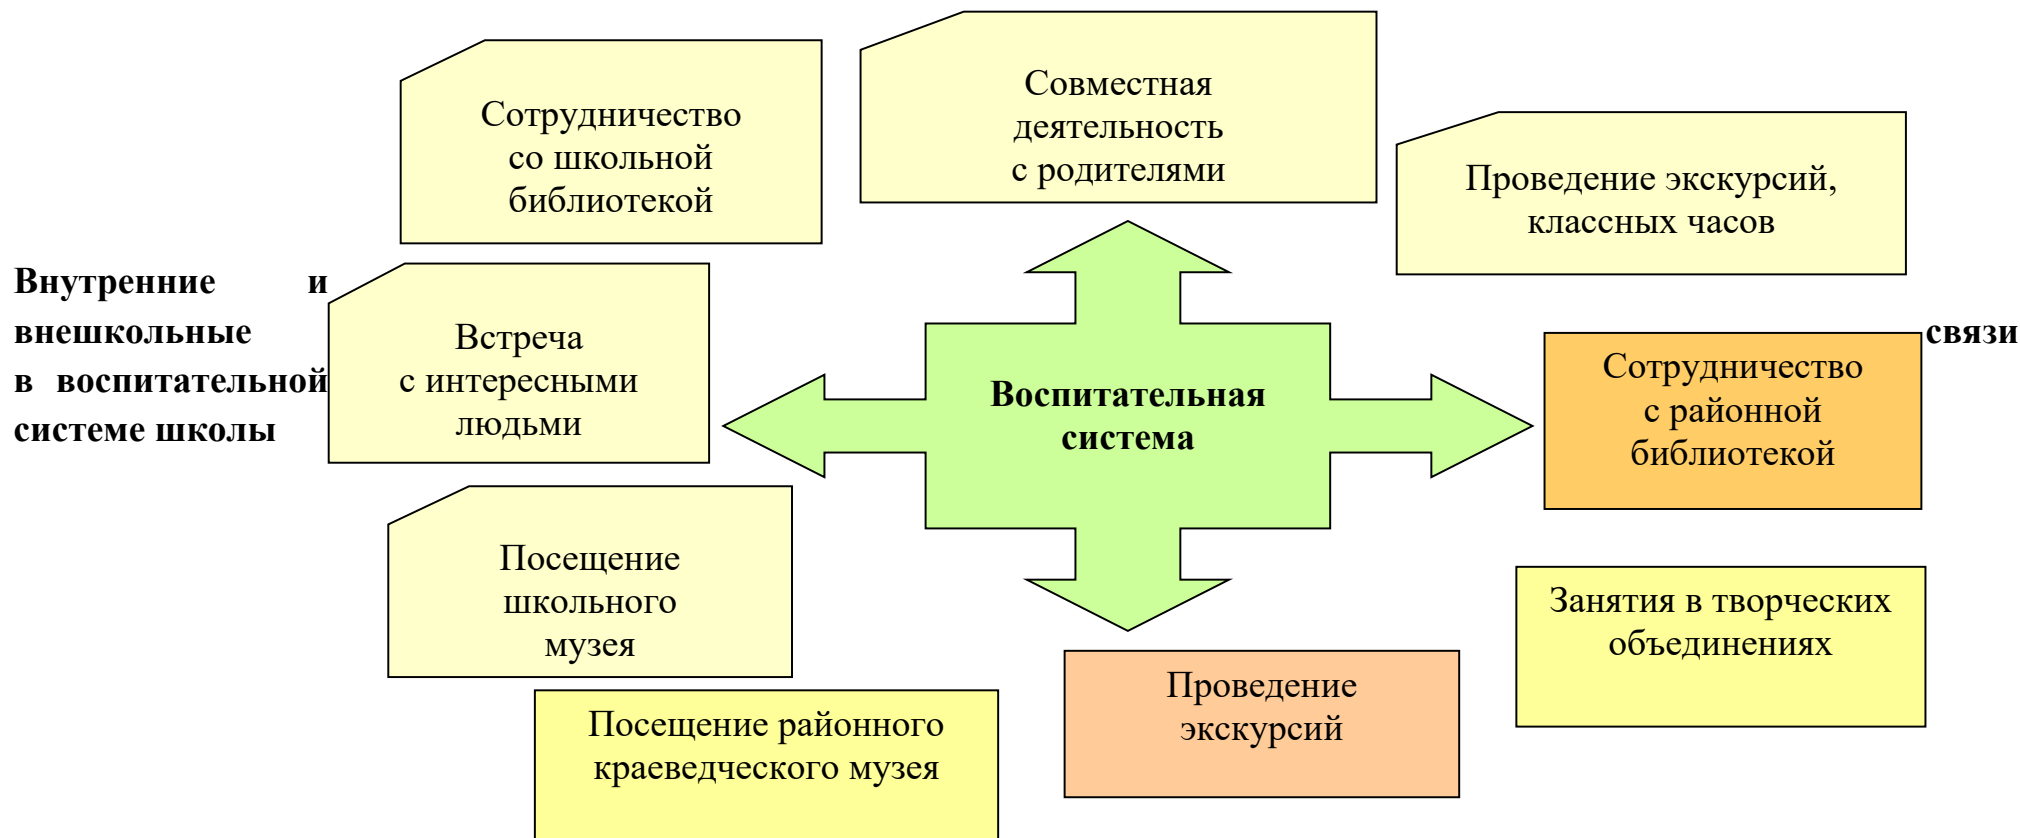 Сотрудничество
со школьной
библиотекой
Совместная
деятельность
с родителями
Проведение экскурсий,
классных часов
Внутренние и
внешкольные связи
в воспитательной
системе школы
Встреча
с интересными
людьми
Воспитательная
система
Сотрудничество
с районной
библиотекой
Посещение
школьного
музея
Занятия в творческих
объединениях
Посещение районного
краеведческого музея
Проведение
экскурсий